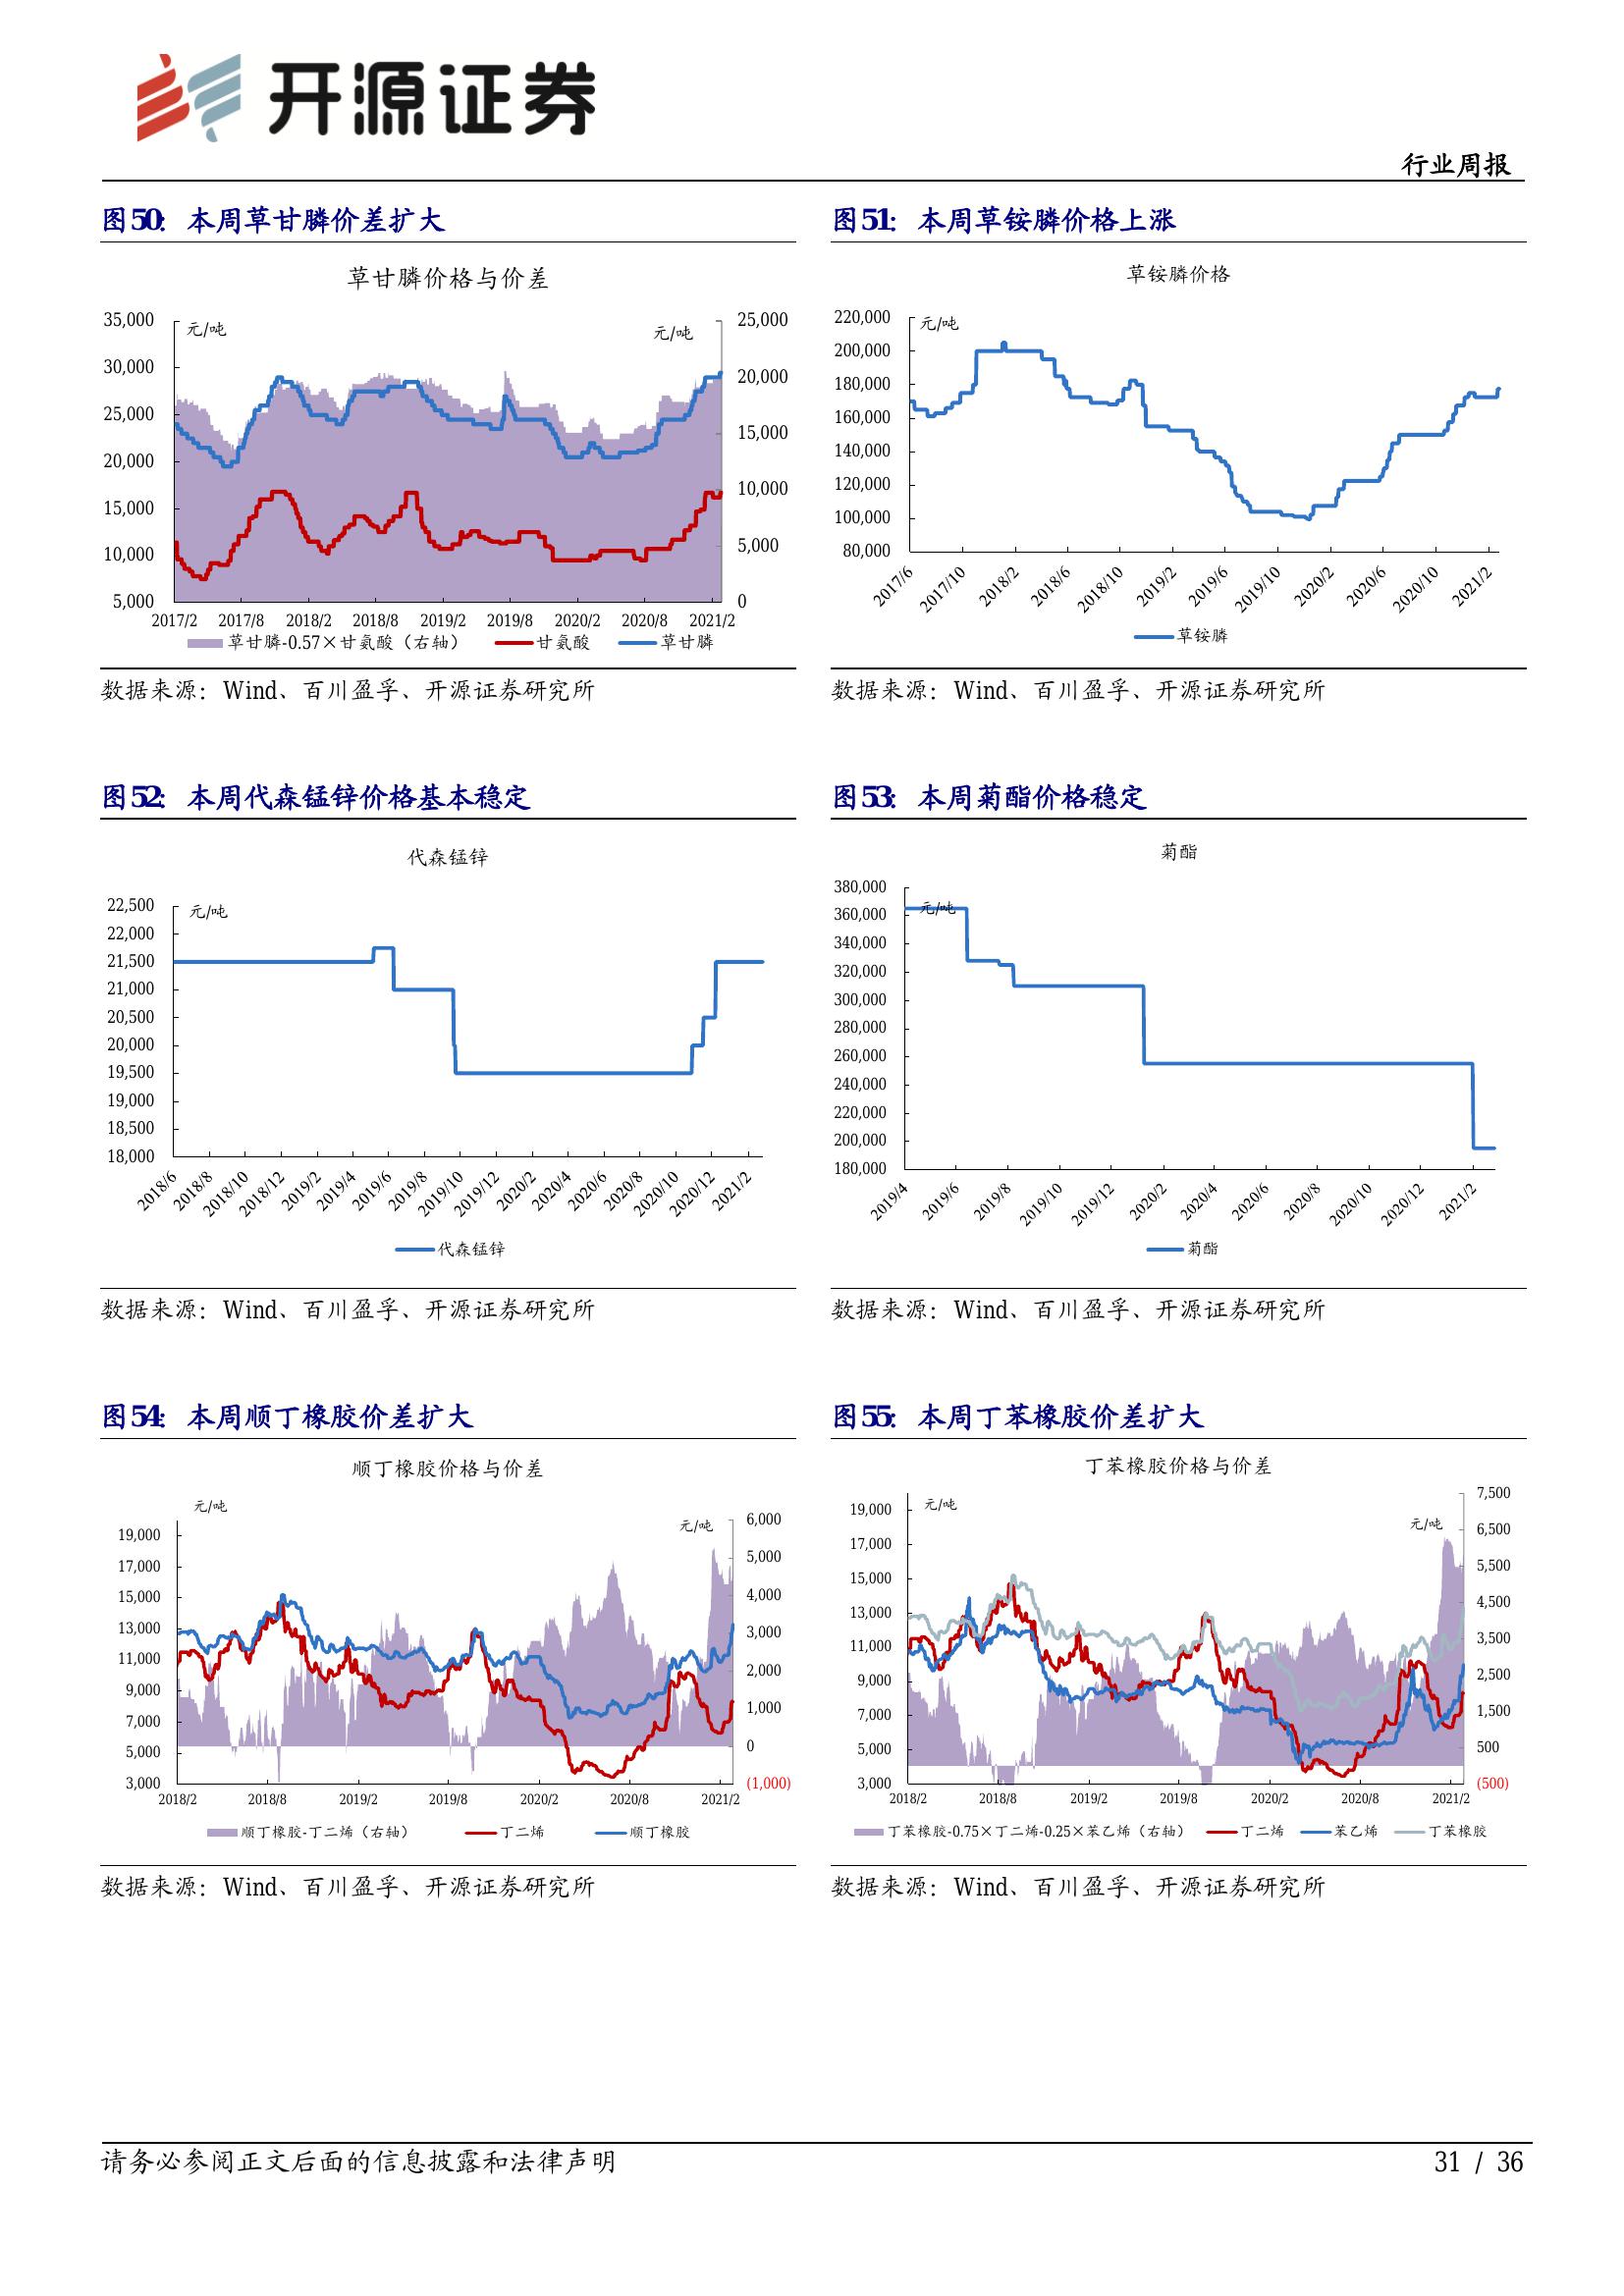 开源证券
行业周报
图50: 本周草甘膦价差扩大
草甘膦价格与价差
元/吨
元/吨
35,000
30,000
25,000
20,000
15,000
10,000
5,000
25,000
20,000
15,000
10,000
5,000
0
2017/2 2017/8 2018/2 2018/8 2019/2 2019/8 2020/2 2020/8 2021/2
草甘膦-0.57×甘氨酸（右轴） 甘氨酸 草甘膦
数据来源：Wind、百川盈孚、开源证券研究所
图51: 本周草铵膦价格上涨
草铵膦价格
元/吨
220,000
200,000
180,000
160,000
140,000
120,000
100,000
80,000
2017/6 2017/10 2018/2 2018/6 2018/10 2019/2 2019/6 2019/10 2020/2 2020/6 2020/10 2021/2
草铵膦
数据来源：Wind、百川盈孚、开源证券研究所
图52: 本周代森锰锌价格基本稳定
代森锰锌
元/吨
22,500
22,000
21,500
21,000
20,500
20,000
19,500
19,000
18,500
18,000
2018/6 2018/8 2018/10 2018/12 2019/2 2019/4 2019/6 2019/8 2019/10 2019/12 2020/2 2020/4 2020/6 2020/8 2020/10 2020/12 2021/2
代森锰锌
数据来源：Wind、百川盈孚、开源证券研究所
图53: 本周菊酯价格稳定
菊酯
元/吨
380,000
360,000
340,000
320,000
300,000
280,000
260,000
240,000
220,000
200,000
180,000
2019/4 2019/6 2019/8 2019/10 2019/12 2020/2 2020/4 2020/6 2020/8 2020/10 2020/12 2021/2
菊酯
数据来源：Wind、百川盈孚、开源证券研究所
图54: 本周顺丁橡胶价差扩大
顺丁橡胶价格与价差
元/吨
元/吨
19,000
17,000
15,000
13,000
11,000
9,000
7,000
5,000
3,000
6,000
5,000
4,000
3,000
2,000
1,000
0
(1,000)
2018/2 2018/8 2019/2 2019/8 2020/2 2020/8 2021/2
顺丁橡胶-丁二烯（右轴） 丁二烯 顺丁橡胶
数据来源：Wind、百川盈孚、开源证券研究所
图55: 本周丁苯橡胶价差扩大
丁苯橡胶价格与价差
元/吨
元/吨
19,000
17,000
15,000
13,000
11,000
9,000
7,000
5,000
3,000
7,500
6,500
5,500
4,500
3,500
2,500
1,500
500
(500)
2018/2 2018/8 2019/2 2019/8 2020/2 2020/8 2021/2
丁苯橡胶-0.75×丁二烯-0.25×苯乙烯（右轴） 丁二烯 苯乙烯 丁苯橡胶
数据来源：Wind、百川盈孚、开源证券研究所
请务必参阅正文后面的信息披露和法律声明
31 / 36